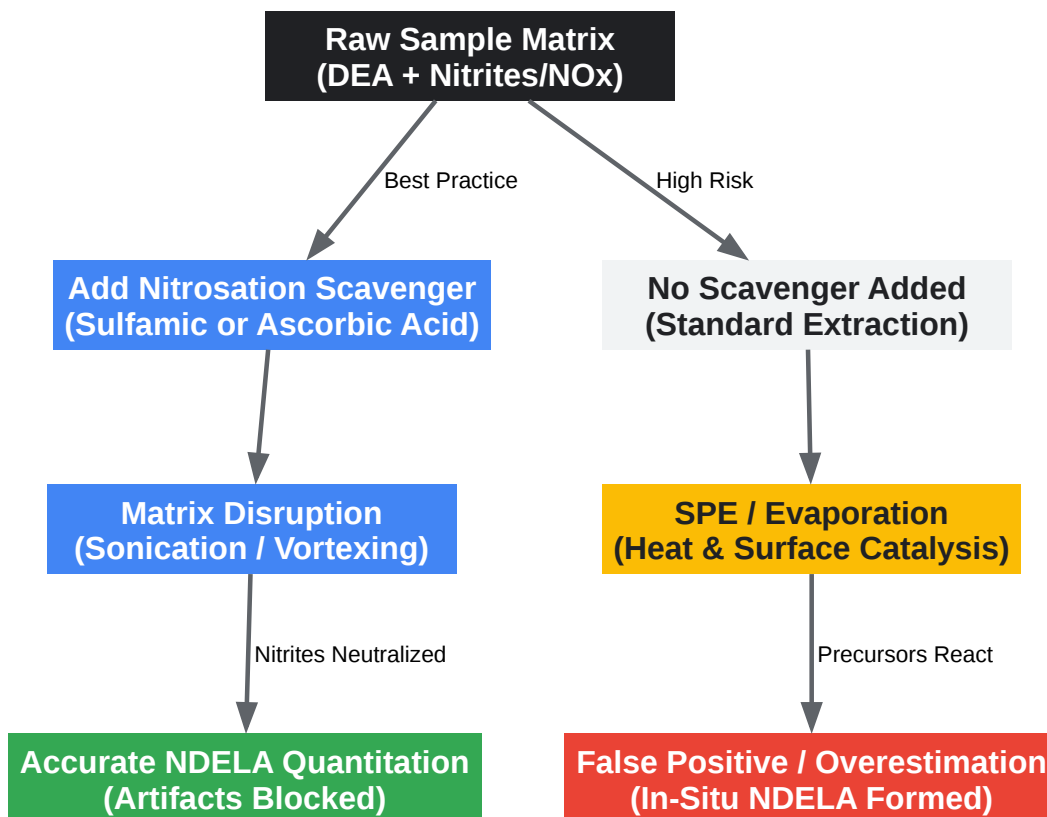 Raw Sample Matrix
(DEA + Nitrites/NOx)
Best Practice
High Risk
Add Nitrosation Scavenger
(Sulfamic or Ascorbic Acid)
No Scavenger Added
(Standard Extraction)
Matrix Disruption
(Sonication / Vortexing)
SPE / Evaporation
(Heat & Surface Catalysis)
Nitrites Neutralized
Precursors React
Accurate NDELA Quantitation
(Artifacts Blocked)
False Positive / Overestimation
(In-Situ NDELA Formed)